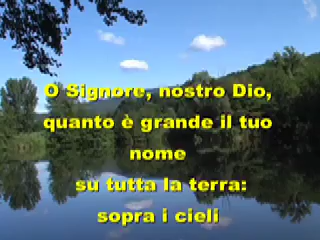 O Signore, nostro Dio,
quanto è grande il tuo
nome
su tutta la terra:
sopra i cieli